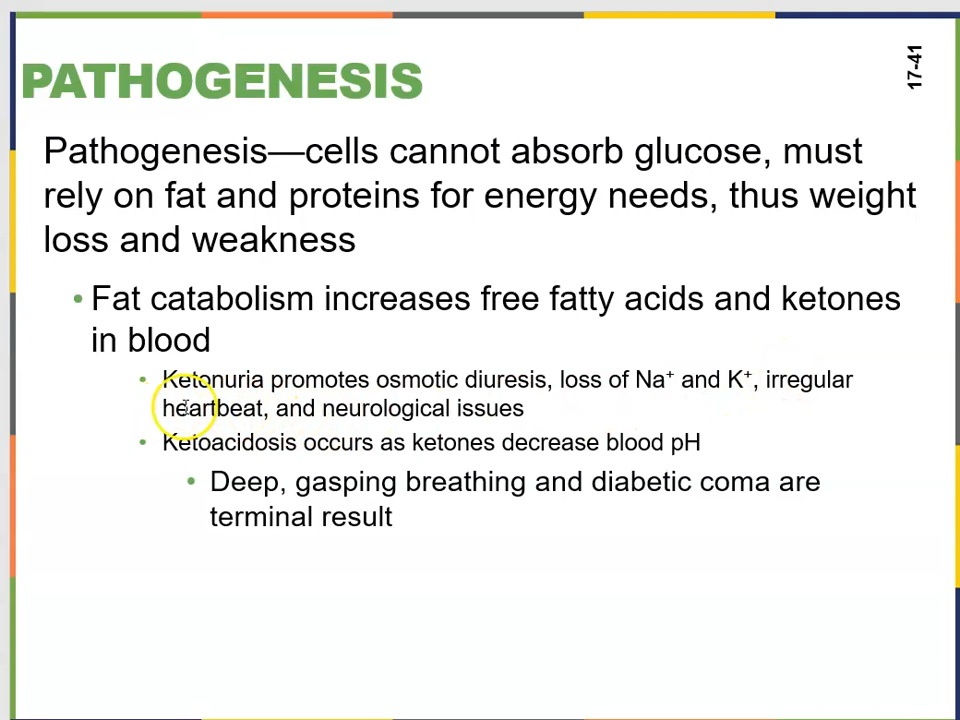 PATHOGENESIS
17-41
Pathogenesis—cells cannot absorb glucose, must
rely on fat and proteins for energy needs, thus weight
loss and weakness
• Fat catabolism increases free fatty acids and ketones
in blood
• Ketonuria promotes osmotic diuresis, loss of Na⁺ and K⁺, irregular
heartbeat, and neurological issues
• Ketoacidosis occurs as ketones decrease blood pH
• Deep, gasping breathing and diabetic coma are
terminal result